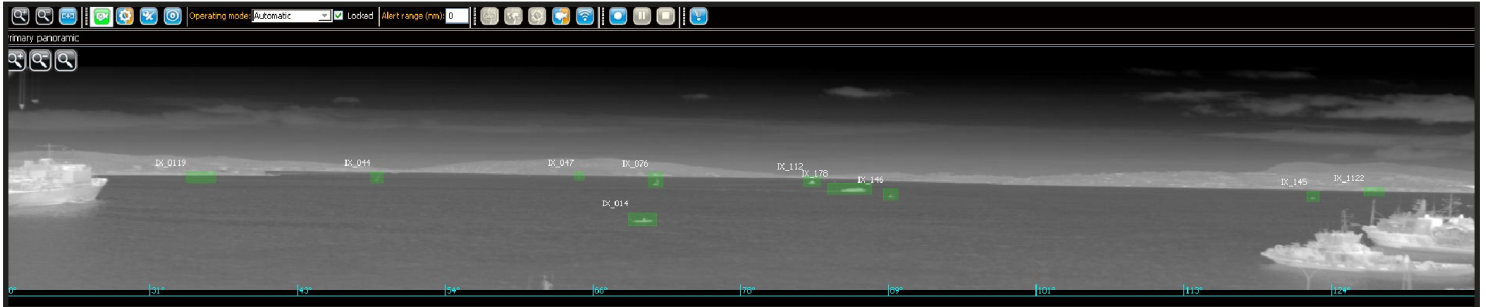 Operating mode: Automatic Locked Alert range (nm): 0
rimary panoramic
IX_0119 IX_044 IX_047 IX_076 IX_112 IX_178 IX_146 IX_145 IX_1122
IX_014
31° 43° 54° 66° 78° 89° 101° 113° 124°